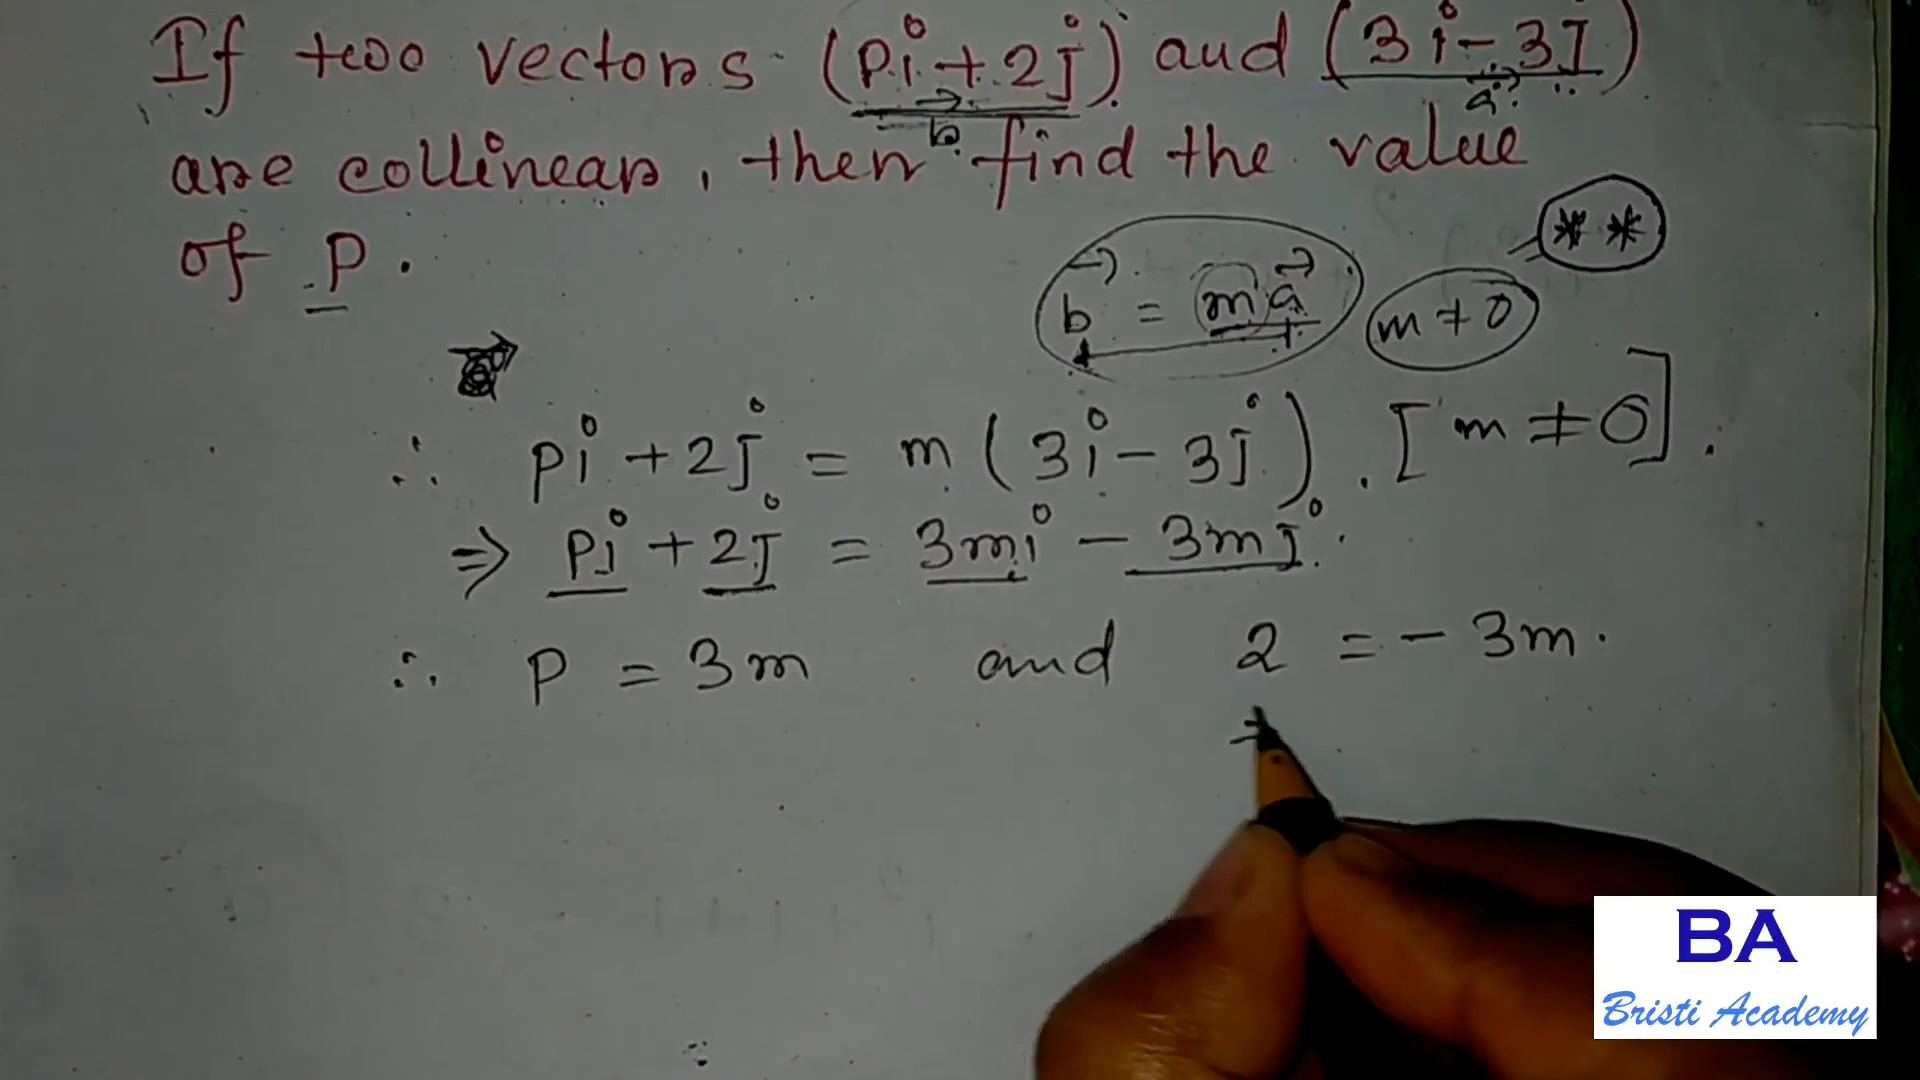 If two vectors (pi + 2j) and (3i - 3j)
b a
are collinear, then find the value
of p.
**
b = ma m ≠ 0
∴ pi + 2j = m (3i - 3j). [m ≠ 0].
⇒ pi + 2j = 3mi - 3mj.
∴ p = 3m and 2 = - 3m.
BA
Bristi Academy